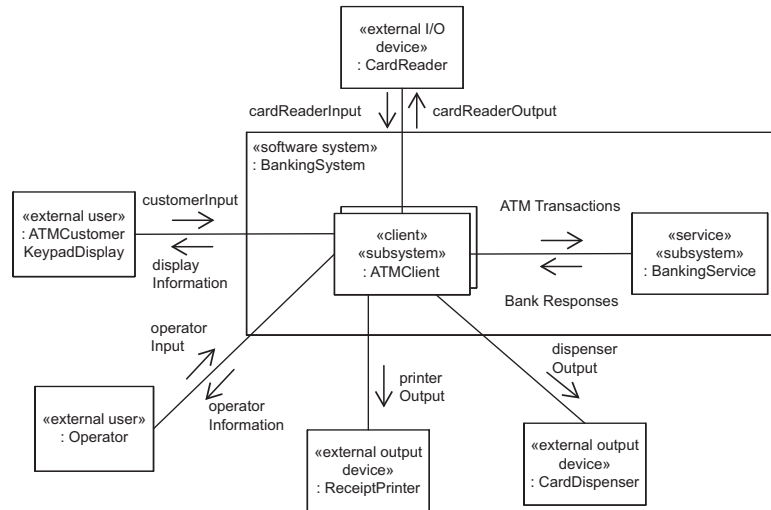 «external I/O
device»
: CardReader
cardReaderInput
cardReaderOutput
«software system»
: BankingSystem
customerInput
«external user»
: ATMCustomer
KeypadDisplay
display
Information
«client»
«subsystem»
: ATMClient
ATM Transactions
«service»
«subsystem»
: BankingService
Bank Responses
operator
Input
operator
Information
printer
Output
dispenser
Output
«external user»
: Operator
«external output
device»
: ReceiptPrinter
«external output
device»
: CardDispenser